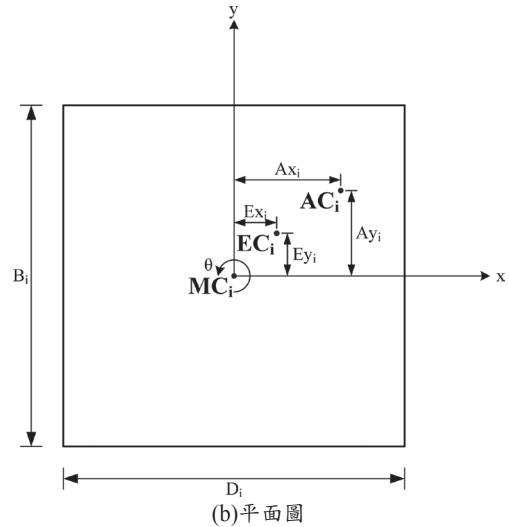 y
Ax_i
AC_i
Ex_i
EC_i
Ay_i
Ey_i
θ
B_i
MC_i
x
D_i
(b)平面圖